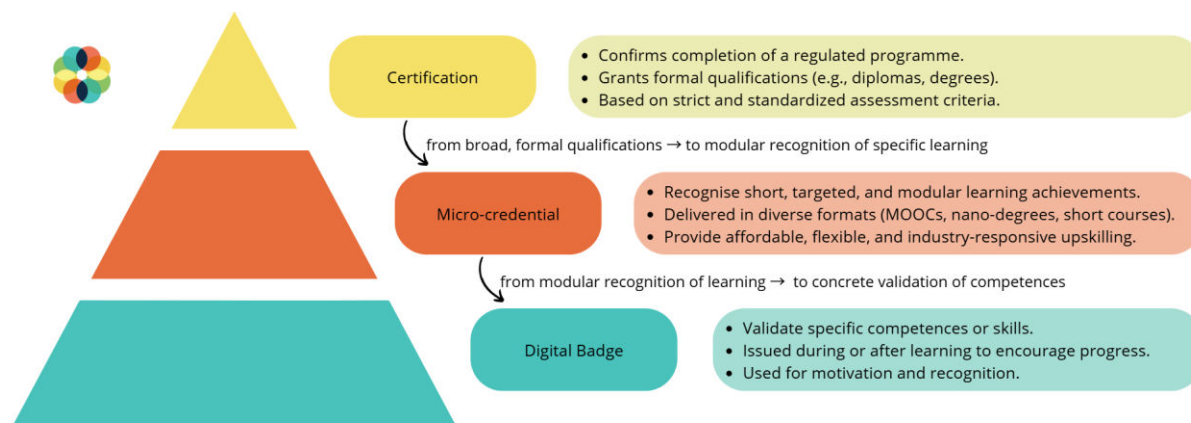 Certification
• Confirms completion of a regulated programme.
• Grants formal qualifications (e.g., diplomas, degrees).
• Based on strict and standardized assessment criteria.
from broad, formal qualifications → to modular recognition of specific learning
Micro-credential
• Recognise short, targeted, and modular learning achievements.
• Delivered in diverse formats (MOOCs, nano-degrees, short courses).
• Provide affordable, flexible, and industry-responsive upskilling.
from modular recognition of learning → to concrete validation of competences
Digital Badge
• Validate specific competences or skills.
• Issued during or after learning to encourage progress.
• Used for motivation and recognition.